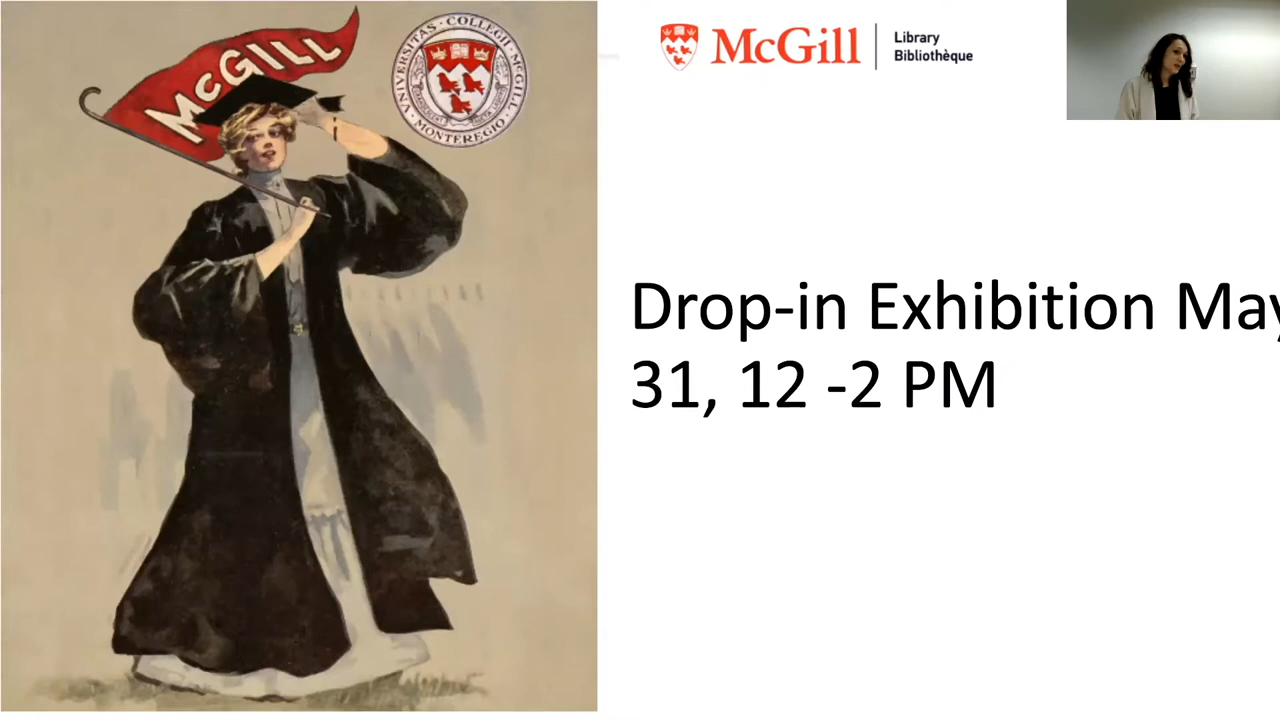 McGILL
UNIVERSITAS · COLLEGII · MCGILL · MONTEREGIO ·
McGill
Library
Bibliothèque
Drop-in Exhibition May
31, 12 -2 PM